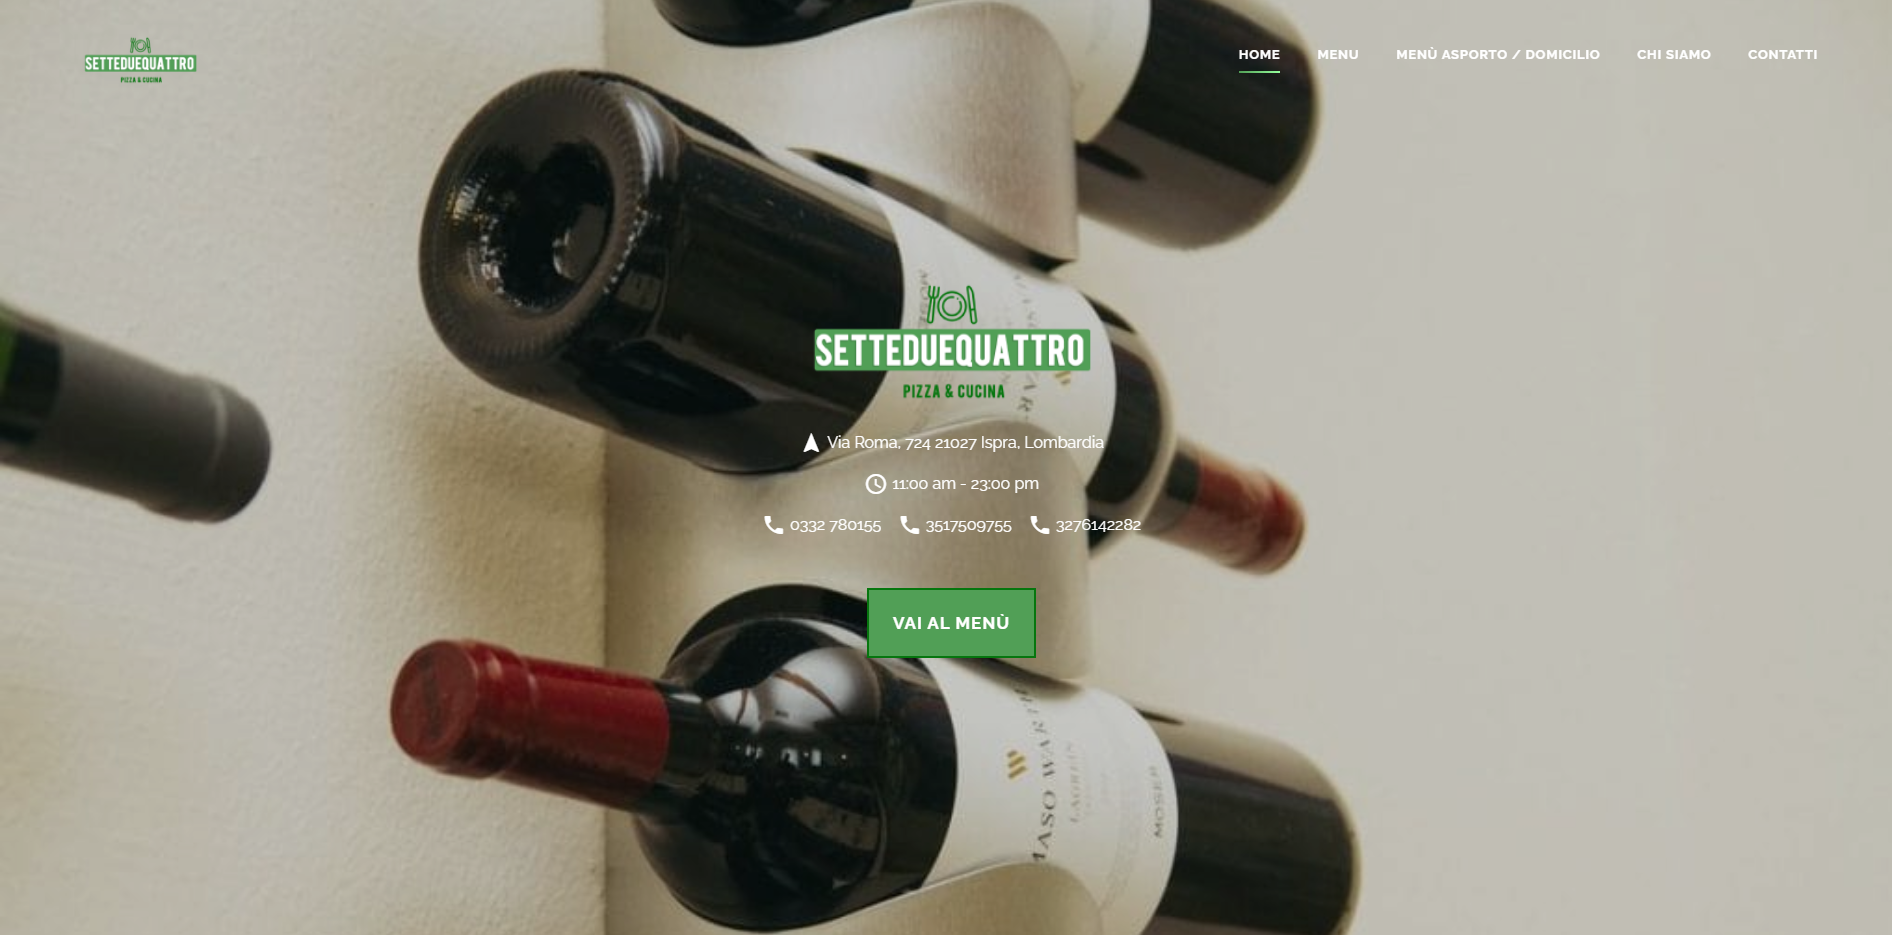 SETTEDUEQUATTRO
PIZZA & CUCINA
HOME MENU MENÙ ASPORTO / DOMICILIO CHI SIAMO CONTATTI
SETTEDUEQUATTRO
PIZZA & CUCINA
Via Roma, 724 21027 Ispra, Lombardia
11:00 am - 23:00 pm
0332 780155 3517509755 3276142282
VAI AL MENÙ
MASO WARTH
LAGREIN
MOSER